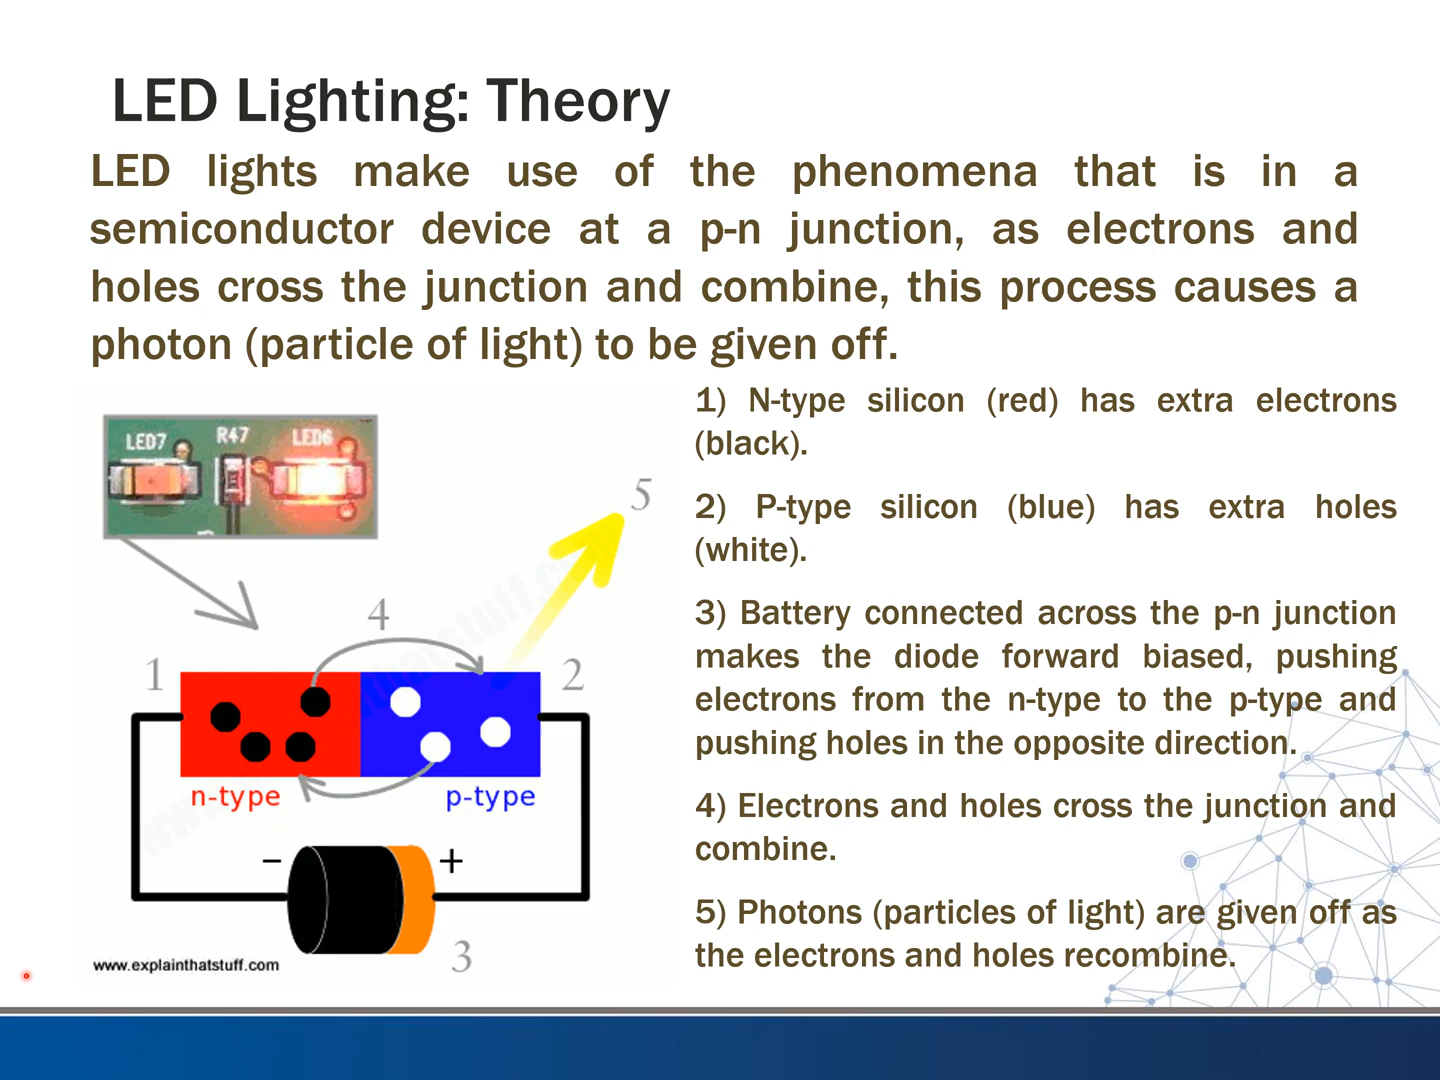 LED Lighting: Theory
LED lights make use of the phenomena that is in a
semiconductor device at a p-n junction, as electrons and
holes cross the junction and combine, this process causes a
photon (particle of light) to be given off.
LED7 R47 LED6
5
4
1
2
n-type
p-type
– +
3
www.explainthatstuff.com
1) N-type silicon (red) has extra electrons
(black).
2) P-type silicon (blue) has extra holes
(white).
3) Battery connected across the p-n junction
makes the diode forward biased, pushing
electrons from the n-type to the p-type and
pushing holes in the opposite direction.
4) Electrons and holes cross the junction and
combine.
5) Photons (particles of light) are given off as
the electrons and holes recombine.